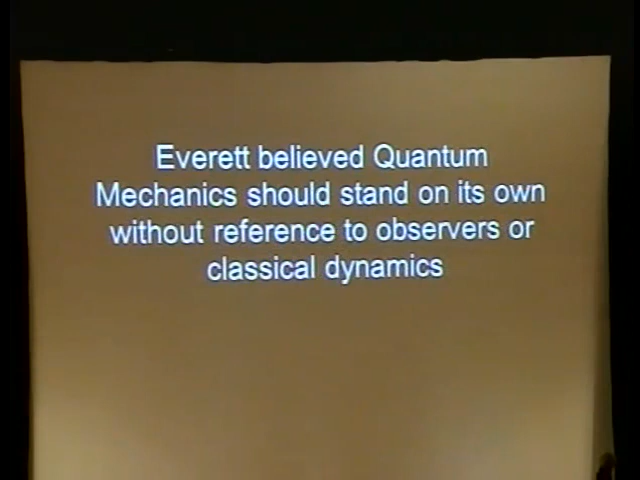 Everett believed Quantum
Mechanics should stand on its own
without reference to observers or
classical dynamics